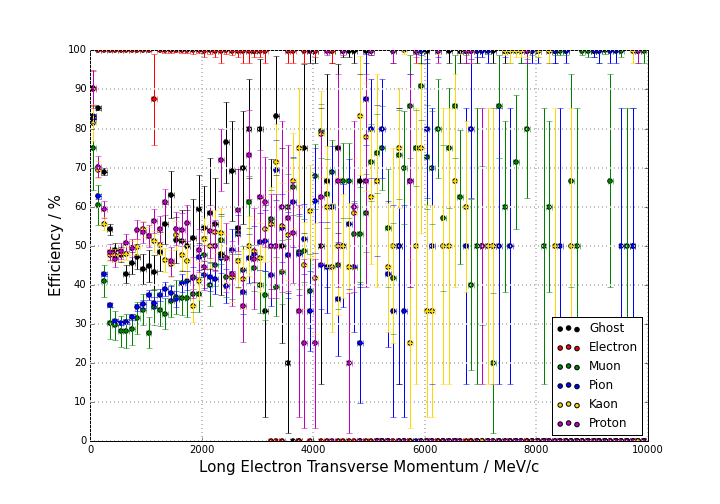 100
90
80
70
60
50
40
30
20
10
0
Efficiency / %
Ghost
Electron
Muon
Pion
Kaon
Proton
0 2000 4000 6000 8000 10000
Long Electron Transverse Momentum / MeV/c